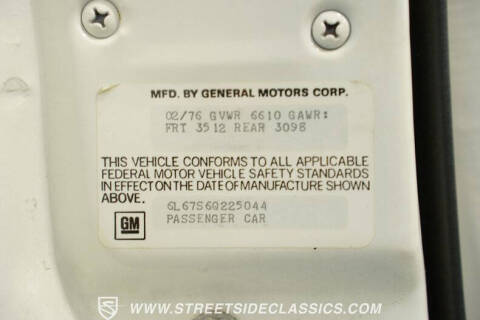 MFD. BY GENERAL MOTORS CORP.
02/76 GVWR 6610 GAWR:
FRT 3512 REAR 3098
THIS VEHICLE CONFORMS TO ALL APPLICABLE
FEDERAL MOTOR VEHICLE SAFETY STANDARDS
IN EFFECT ON THE DATE OF MANUFACTURE SHOWN
ABOVE.
6L67S6Q225044
PASSENGER CAR
GM
WWW.STREETSIDECLASSICS.COM